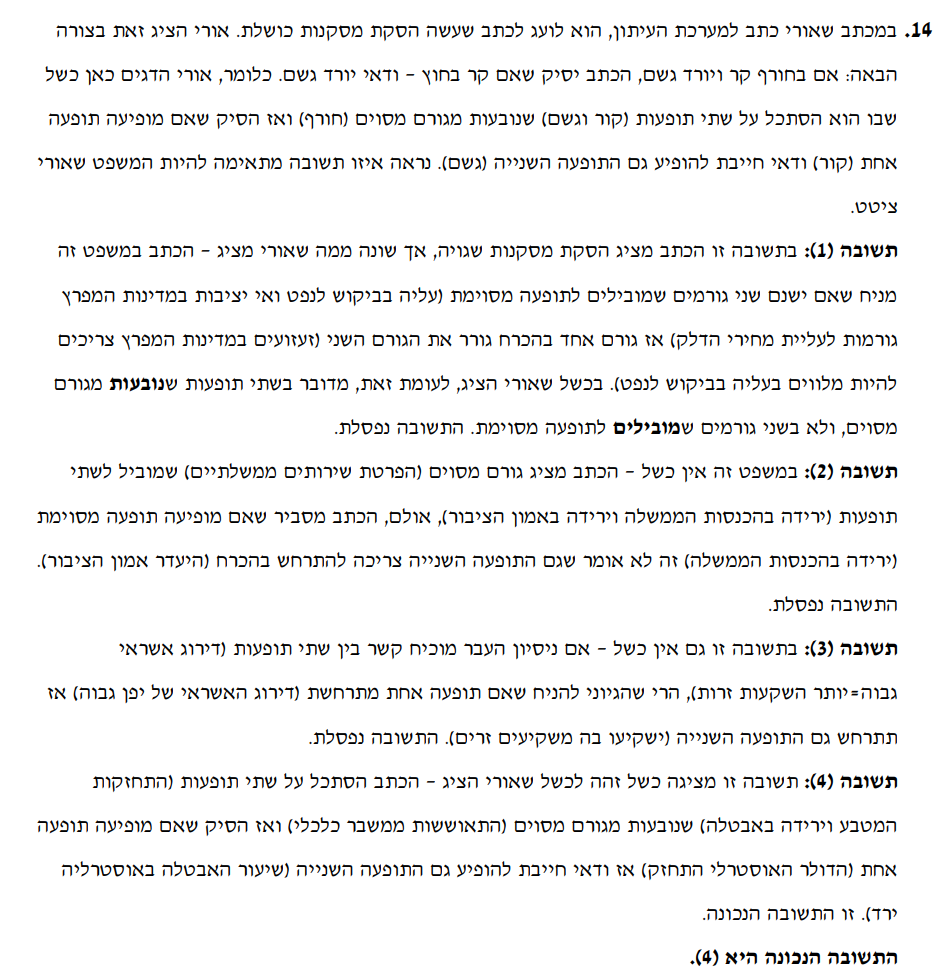 14. במכתב שאורי כתב למערכת העיתון, הוא לועג לכתב שעשה הסקת מסקנות כושלת. אורי הציג זאת בצורה
הבאה: אם בחורף קר ויורד גשם, הכתב יסיק שאם קר בחוץ – ודאי יורד גשם. כלומר, אורי הדגים כאן כשל
שבו הוא הסתכל על שתי תופעות (קור וגשם) שנובעות מגורם מסוים (חורף) ואז הסיק שאם מופיעה תופעה
אחת (קור) ודאי חייבת להופיע גם התופעה השנייה (גשם). נראה איזו תשובה מתאימה להיות המשפט שאורי
ציטט.
תשובה (1): בתשובה זו הכתב מציג הסקת מסקנות שגויה, אך שונה ממה שאורי מציג – הכתב במשפט זה
מניח שאם ישנם שני גורמים שמובילים לתופעה מסוימת (עליה בביקוש לנפט ואי יציבות במדינות המפרץ
גורמות לעליית מחירי הדלק) אז גורם אחד בהכרח גורר את הגורם השני (זעזועים במדינות המפרץ צריכים
להיות מלווים בעליה בביקוש לנפט). בכשל שאורי הציג, לעומת זאת, מדובר בשתי תופעות שנובעות מגורם
מסוים, ולא בשני גורמים שמובילים לתופעה מסוימת. התשובה נפסלת.
תשובה (2): במשפט זה אין כשל – הכתב מציג גורם מסוים (הפרטת שירותים ממשלתיים) שמוביל לשתי
תופעות (ירידה בהכנסות הממשלה וירידה באמון הציבור), אולם, הכתב מסביר שאם מופיעה תופעה מסוימת
(ירידה בהכנסות הממשלה) זה לא אומר שגם התופעה השנייה צריכה להתרחש בהכרח (היעדר אמון הציבור).
התשובה נפסלת.
תשובה (3): בתשובה זו גם אין כשל – אם ניסיון העבר מוכיח קשר בין שתי תופעות (דירוג אשראי
גבוה=יותר השקעות זרות), הרי שהגיוני להניח שאם תופעה אחת מתרחשת (דירוג האשראי של יפן גבוה) אז
תתרחש גם התופעה השנייה (ישקיעו בה משקיעים זרים). התשובה נפסלת.
תשובה (4): תשובה זו מציגה כשל זהה לכשל שאורי הציג – הכתב הסתכל על שתי תופעות (התחזקות
המטבע וירידה באבטלה) שנובעות מגורם מסוים (התאוששות ממשבר כלכלי) ואז הסיק שאם מופיעה תופעה
אחת (הדולר האוסטרלי התחזק) אז ודאי חייבת להופיע גם התופעה השנייה (שיעור האבטלה באוסטרליה
ירד). זו התשובה הנכונה.
התשובה הנכונה היא (4).